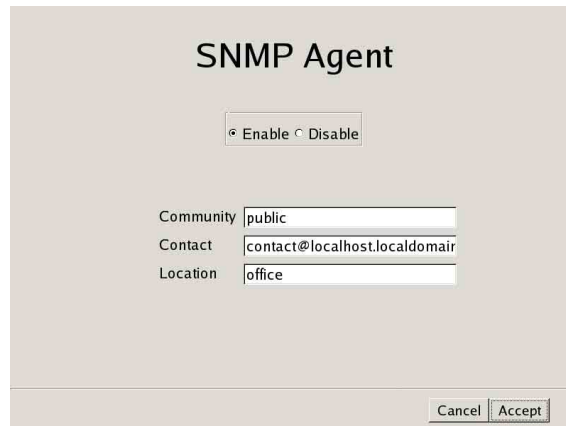 SNMP Agent
Enable Disable
Community public
Contact contact@localhost.localdomair
Location office
Cancel Accept